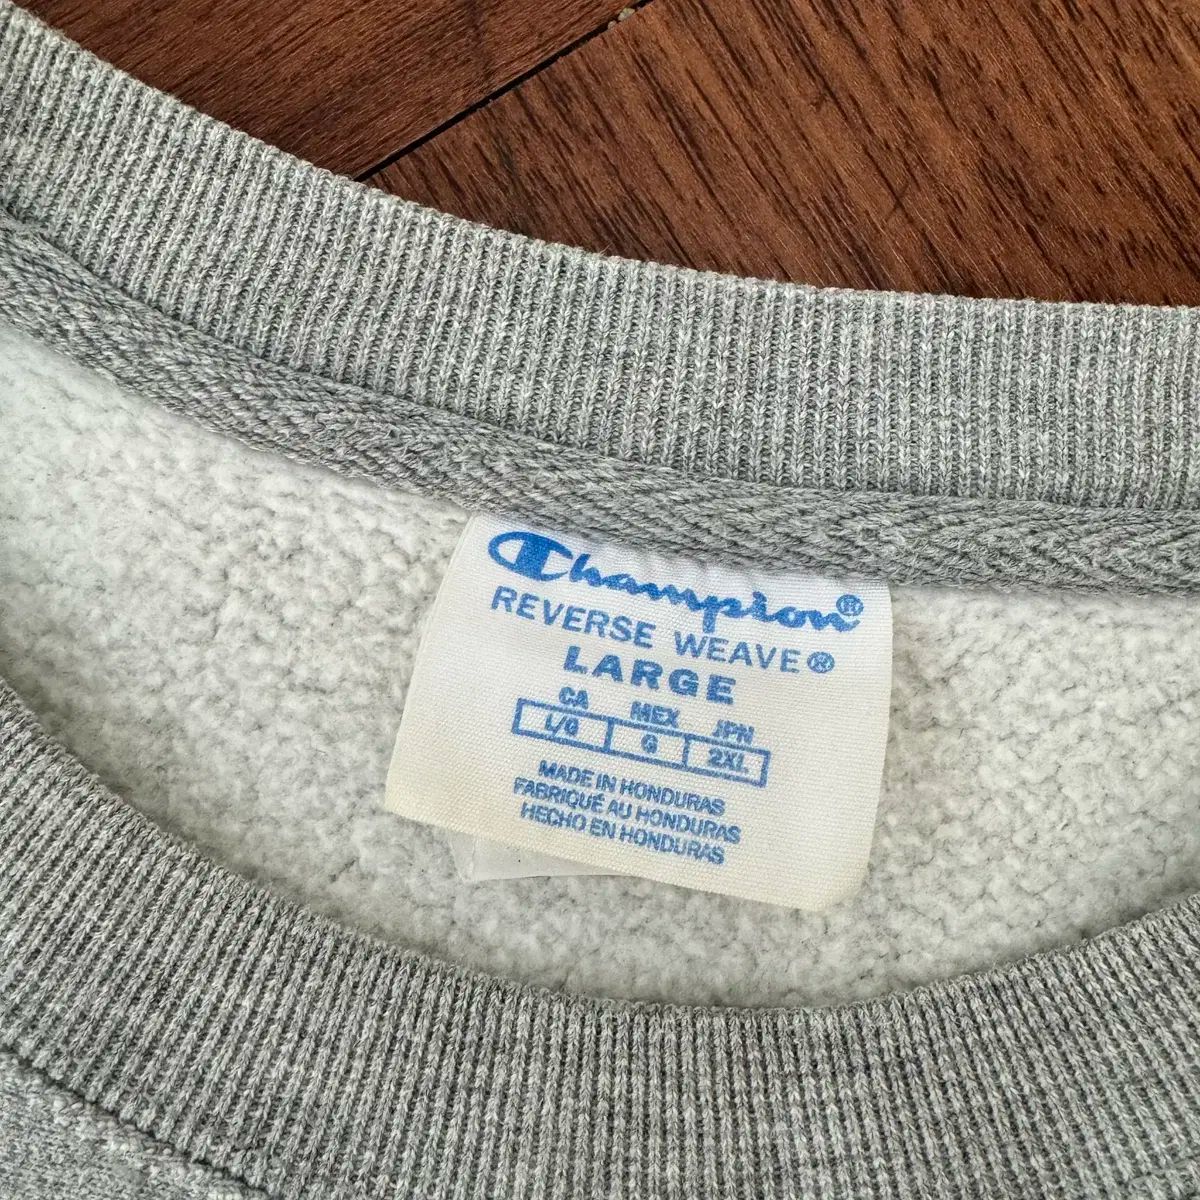 Champion®
REVERSE WEAVE®
LARGE
CA MEX JPN
L/G G 2XL
MADE IN HONDURAS
FABRIQUÉ AU HONDURAS
HECHO EN HONDURAS